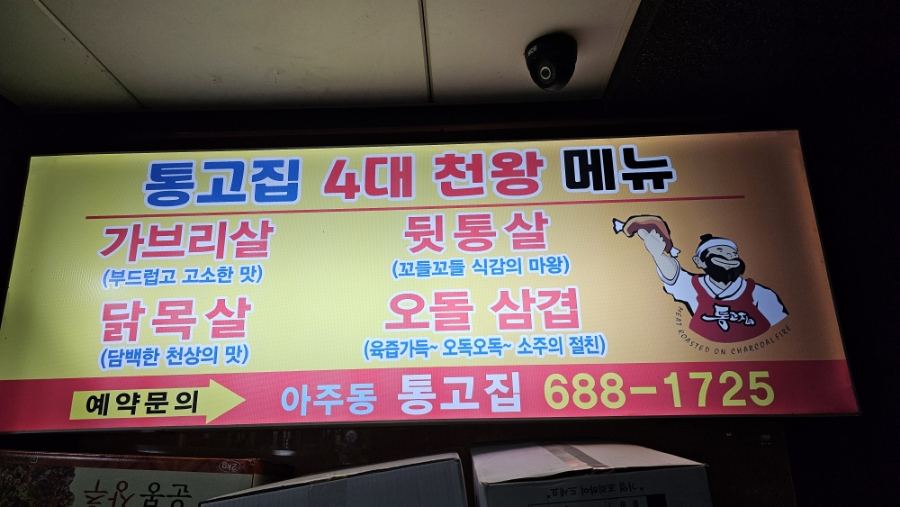 통고집 4대 천왕 메뉴
가브리살
(부드럽고 고소한 맛)
뒷통살
(꼬들꼬들 식감의 마왕)
닭목살
(담백한 천상의 맛)
오돌 삼겹
(육즙가득~ 오독오독~ 소주의 절친)
통고집
MEAT ROASTED ON CHARCOAL FIRE
예약문의
아주동 통고집 688-1725
2kg
상추